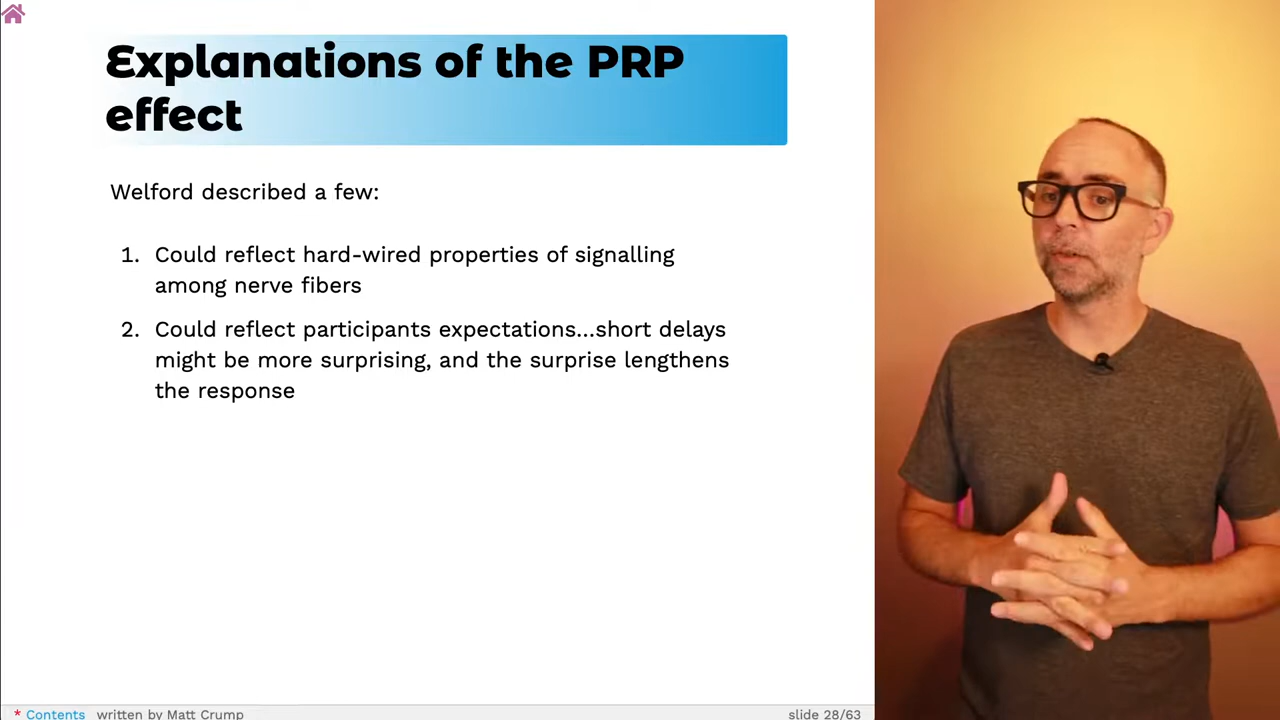 Explanations of the PRP
effect
Welford described a few:
1. Could reflect hard-wired properties of signalling
among nerve fibers
2. Could reflect participants expectations...short delays
might be more surprising, and the surprise lengthens
the response
* Contents written by Matt Crump slide 28/63